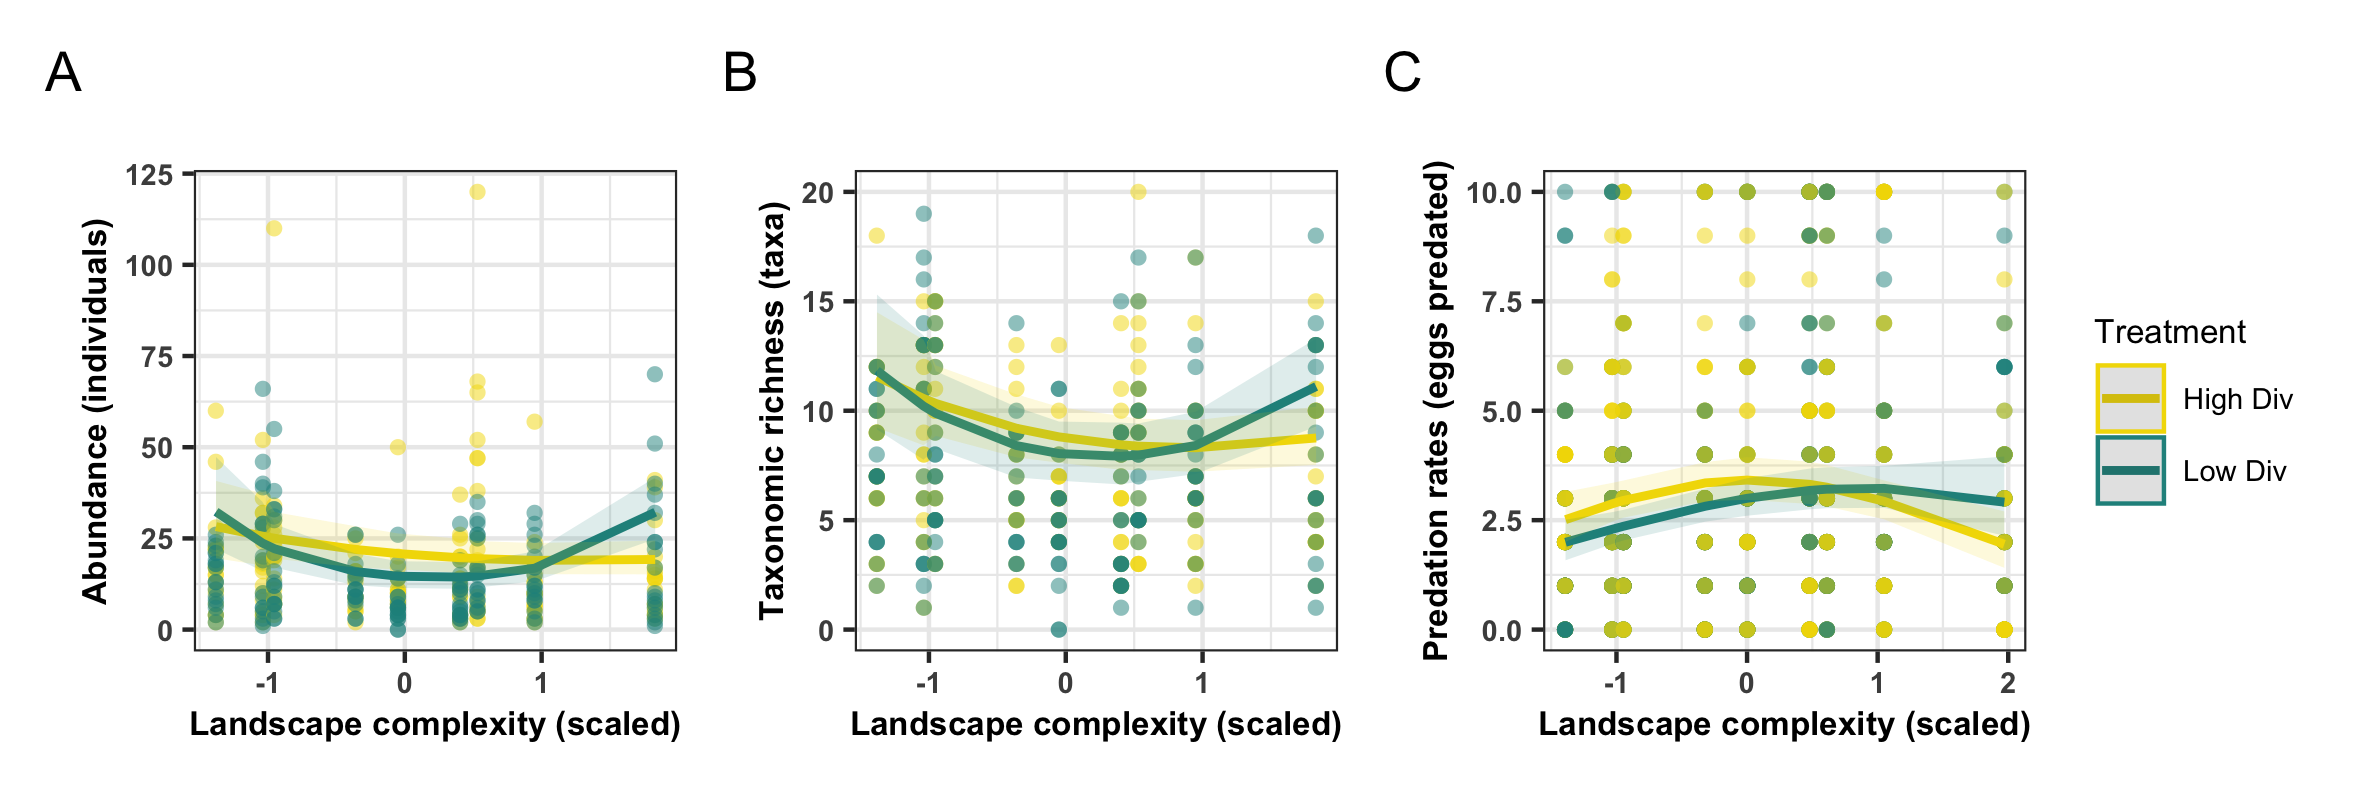 A
B
C
Abundance (individuals)
125
100
75
50
25
0
-1
0
1
Landscape complexity (scaled)
Taxonomic richness (taxa)
20
15
10
5
0
-1
0
1
Landscape complexity (scaled)
Predation rates (eggs predated)
10.0
7.5
5.0
2.5
0.0
-1
0
1
2
Landscape complexity (scaled)
Treatment
High Div
Low Div